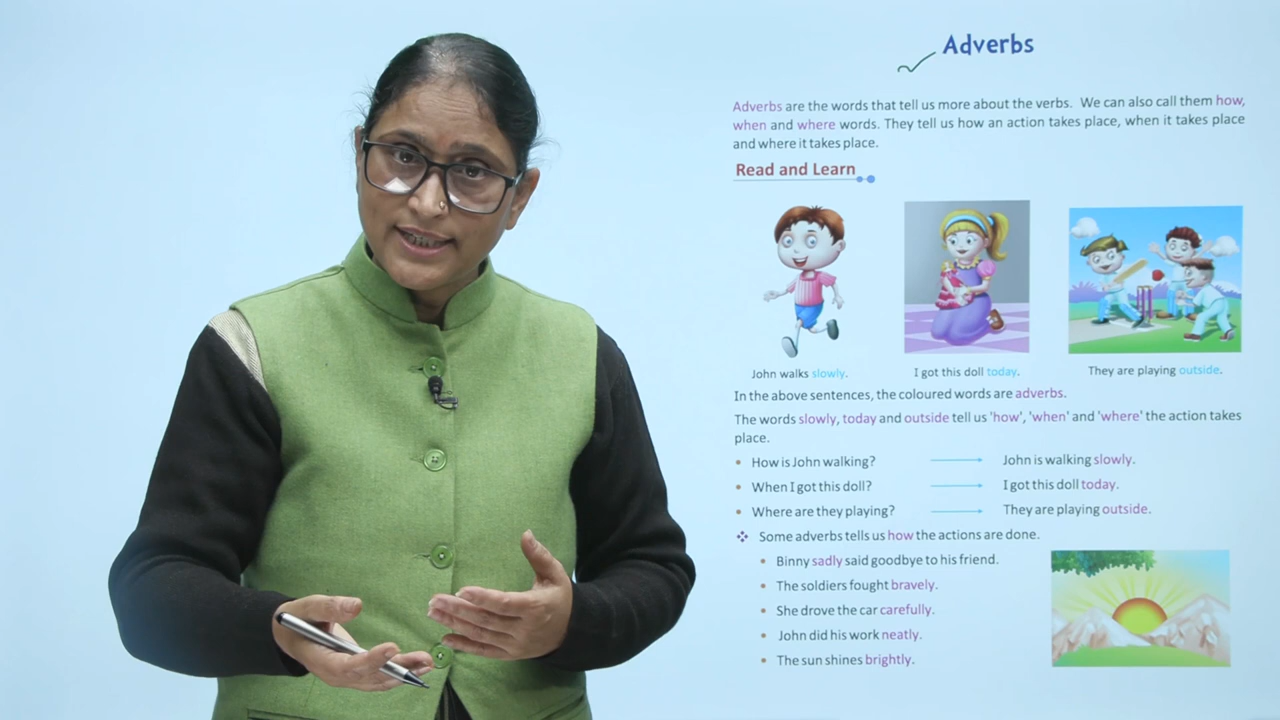 Adverbs
Adverbs are the words that tell us more about the verbs. We can also call them how,
when and where words. They tell us how an action takes place, when it takes place
and where it takes place.
Read and Learn
John walks slowly.
I got this doll today.
They are playing outside.
In the above sentences, the coloured words are adverbs.
The words slowly, today and outside tell us 'how', 'when' and 'where' the action takes
place.
• How is John walking? → John is walking slowly.
• When I got this doll? → I got this doll today.
• Where are they playing? → They are playing outside.
❖ Some adverbs tells us how the actions are done.
• Binny sadly said goodbye to his friend.
• The soldiers fought bravely.
• She drove the car carefully.
• John did his work neatly.
• The sun shines brightly.